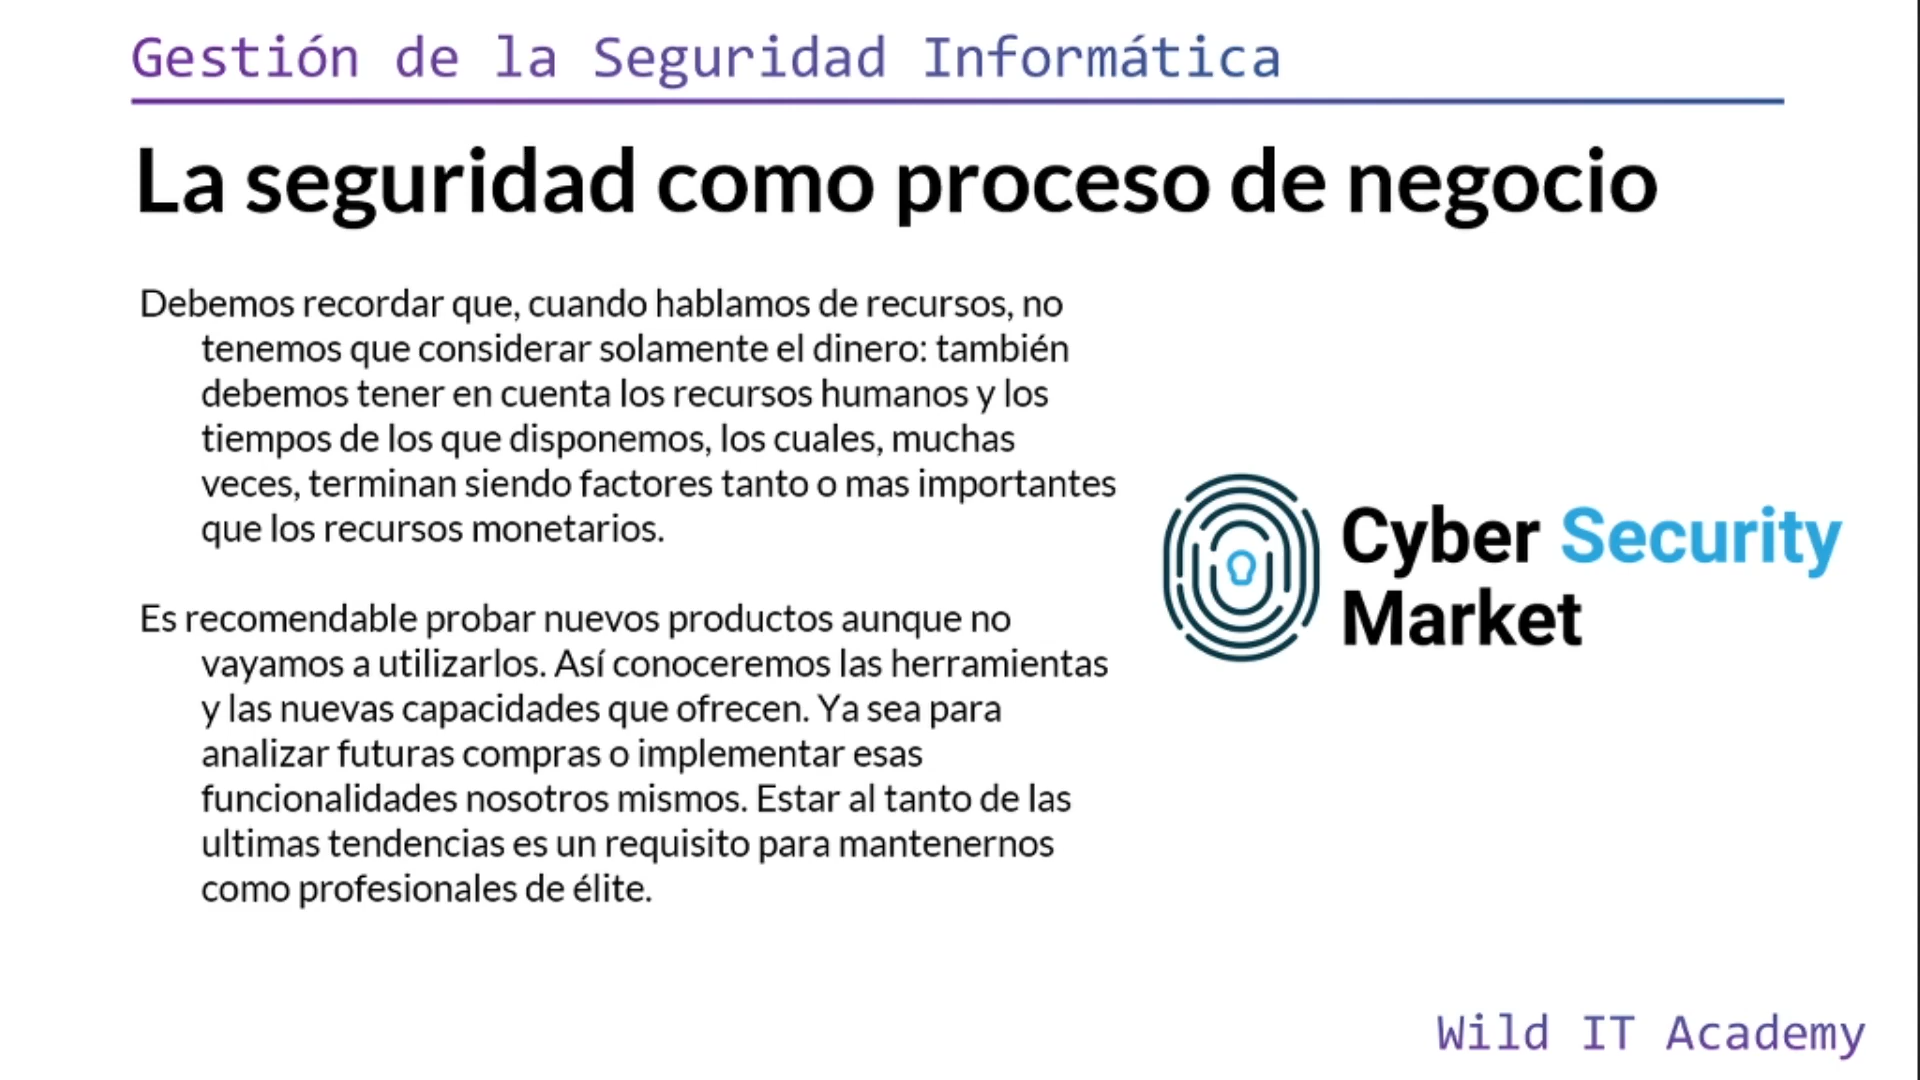 Gestión de la Seguridad Informática
La seguridad como proceso de negocio
Debemos recordar que, cuando hablamos de recursos, no
tenemos que considerar solamente el dinero: también
debemos tener en cuenta los recursos humanos y los
tiempos de los que disponemos, los cuales, muchas
veces, terminan siendo factores tanto o mas importantes
que los recursos monetarios.
Es recomendable probar nuevos productos aunque no
vayamos a utilizarlos. Así conoceremos las herramientas
y las nuevas capacidades que ofrecen. Ya sea para
analizar futuras compras o implementar esas
funcionalidades nosotros mismos. Estar al tanto de las
ultimas tendencias es un requisito para mantenernos
como profesionales de élite.
Cyber Security
Market
Wild IT Academy